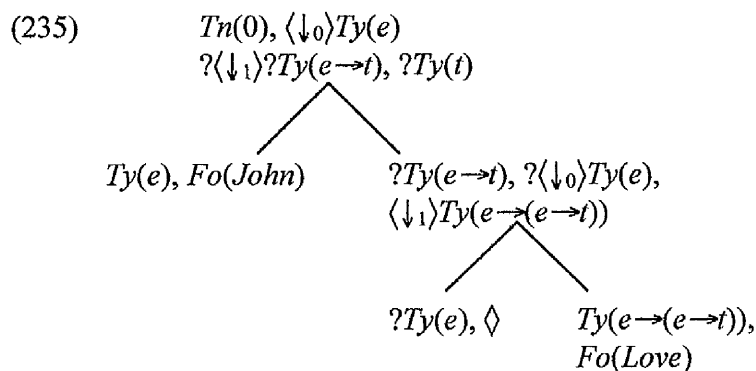 (235) Tn(0), ⟨↓₀⟩Ty(e)
?⟨↓₁⟩?Ty(e→t), ?Ty(t)
Ty(e), Fo(John) ?Ty(e→t), ?⟨↓₀⟩Ty(e),
⟨↓₁⟩Ty(e→(e→t))
?Ty(e), ◊ Ty(e→(e→t)),
Fo(Love)